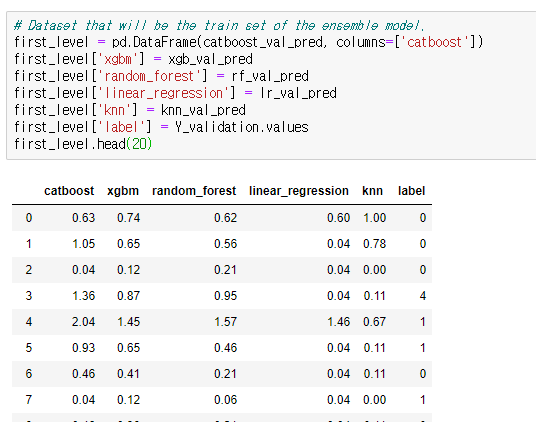 # Dataset that will be the train set of the ensemble model.
first_level = pd.DataFrame(catboost_val_pred, columns=['catboost'])
first_level['xgbm'] = xgb_val_pred
first_level['random_forest'] = rf_val_pred
first_level['linear_regression'] = lr_val_pred
first_level['knn'] = knn_val_pred
first_level['label'] = Y_validation.values
first_level.head(20)
catboost xgbm random_forest linear_regression knn label
0 0.63 0.74 0.62 0.60 1.00 0
1 1.05 0.65 0.56 0.04 0.78 0
2 0.04 0.12 0.21 0.04 0.00 0
3 1.36 0.87 0.95 0.04 0.11 4
4 2.04 1.45 1.57 1.46 0.67 1
5 0.93 0.65 0.46 0.04 0.11 1
6 0.46 0.41 0.21 0.04 0.11 0
7 0.04 0.12 0.06 0.04 0.00 1